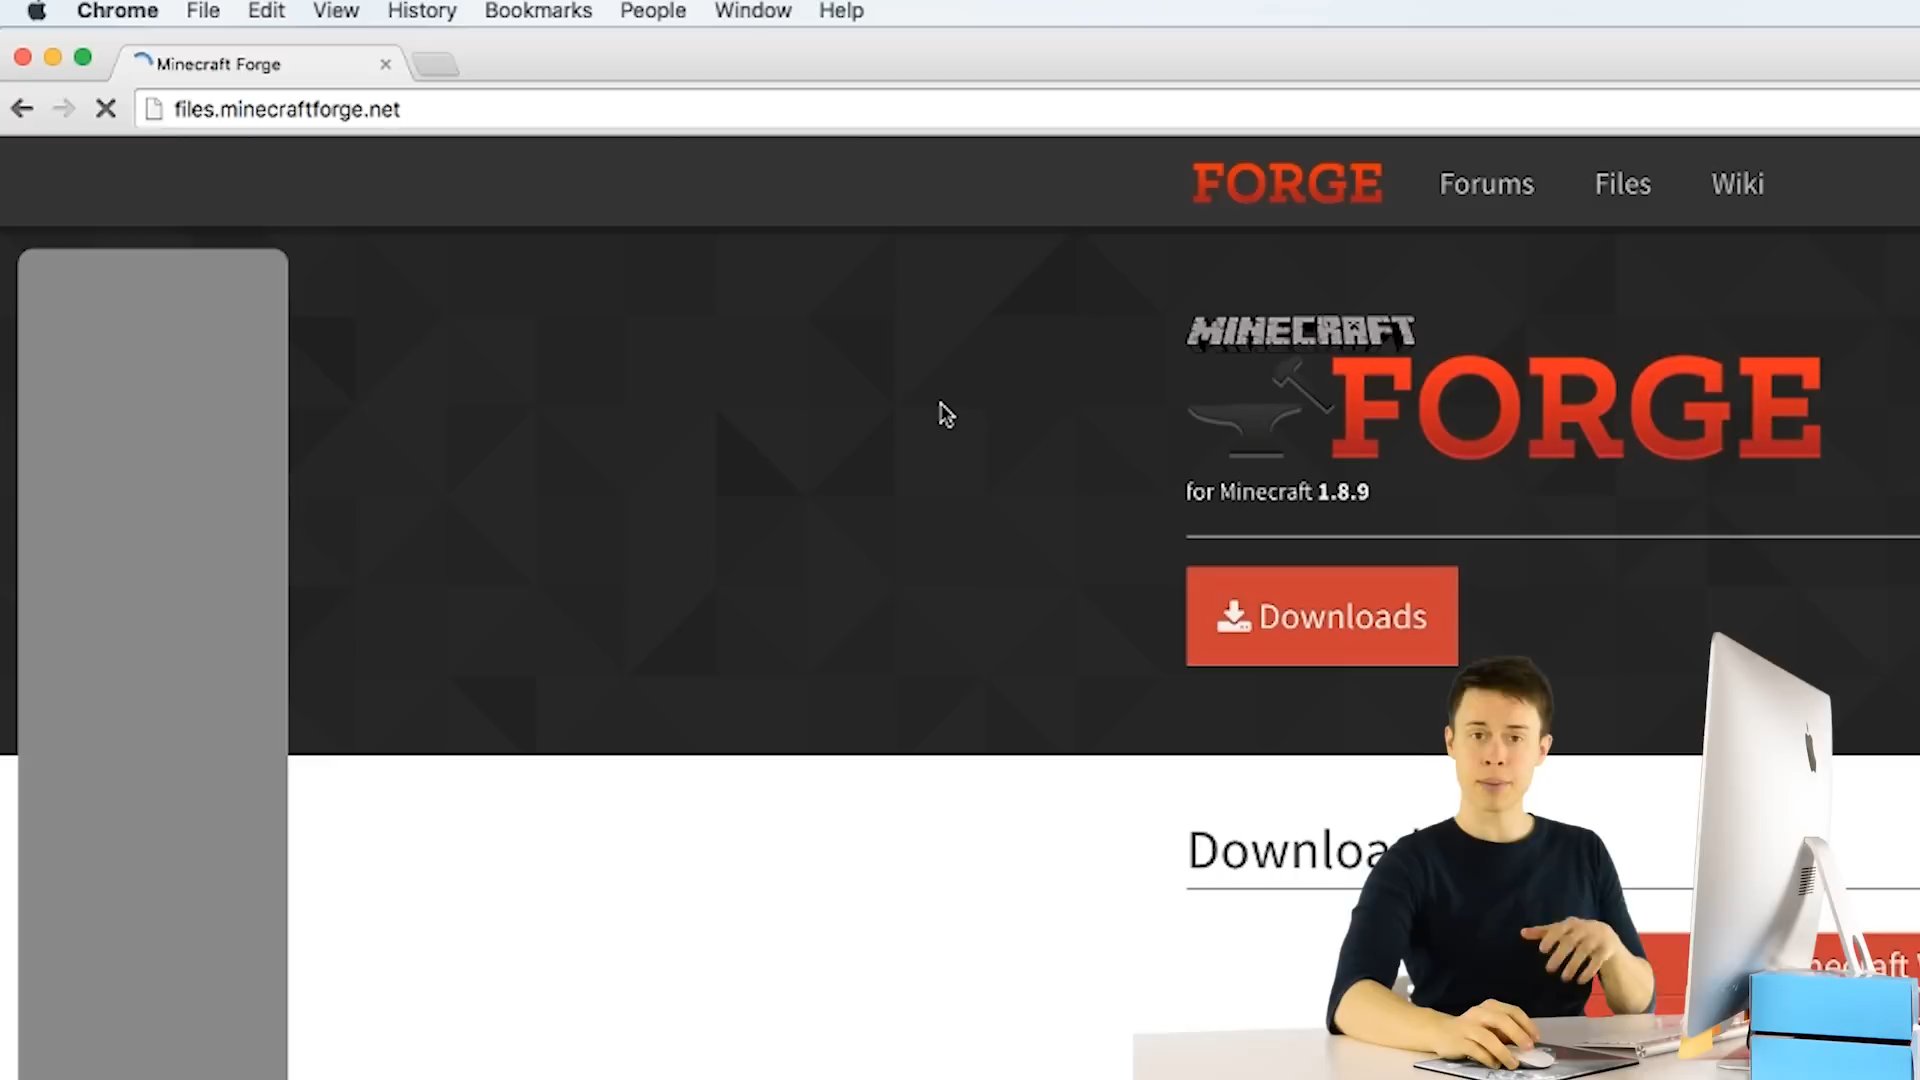 Chrome File Edit View History Bookmarks People Window Help
Minecraft Forge
files.minecraftforge.net
FORGE Forums Files Wiki
MINECRAFT
FORGE
for Minecraft 1.8.9
Downloads